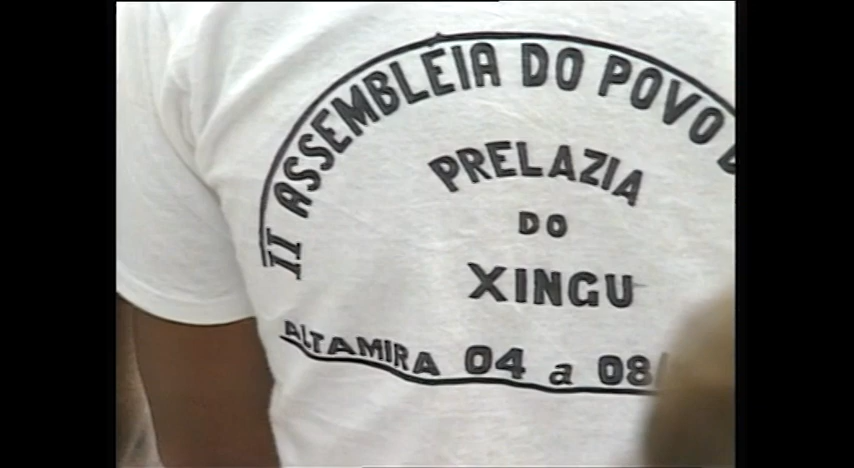 II ASSEMBLÉIA DO POVO D
PRELAZIA
DO
XINGU
ALTAMIRA 04 a 08